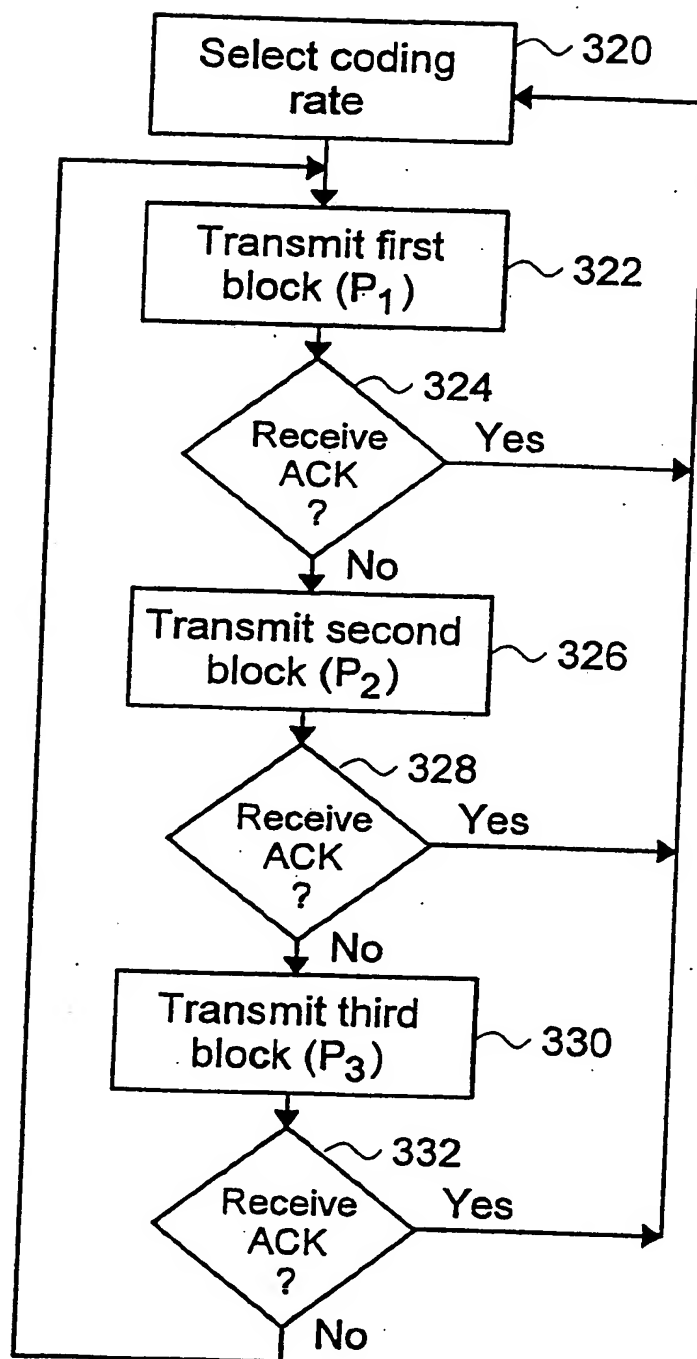 Select coding
rate
320
Transmit first
block (P1)
322
324
Receive
ACK
?
Yes
No
Transmit second
block (P2)
326
328
Receive
ACK
?
Yes
No
Transmit third
block (P3)
330
332
Receive
ACK
?
Yes
No